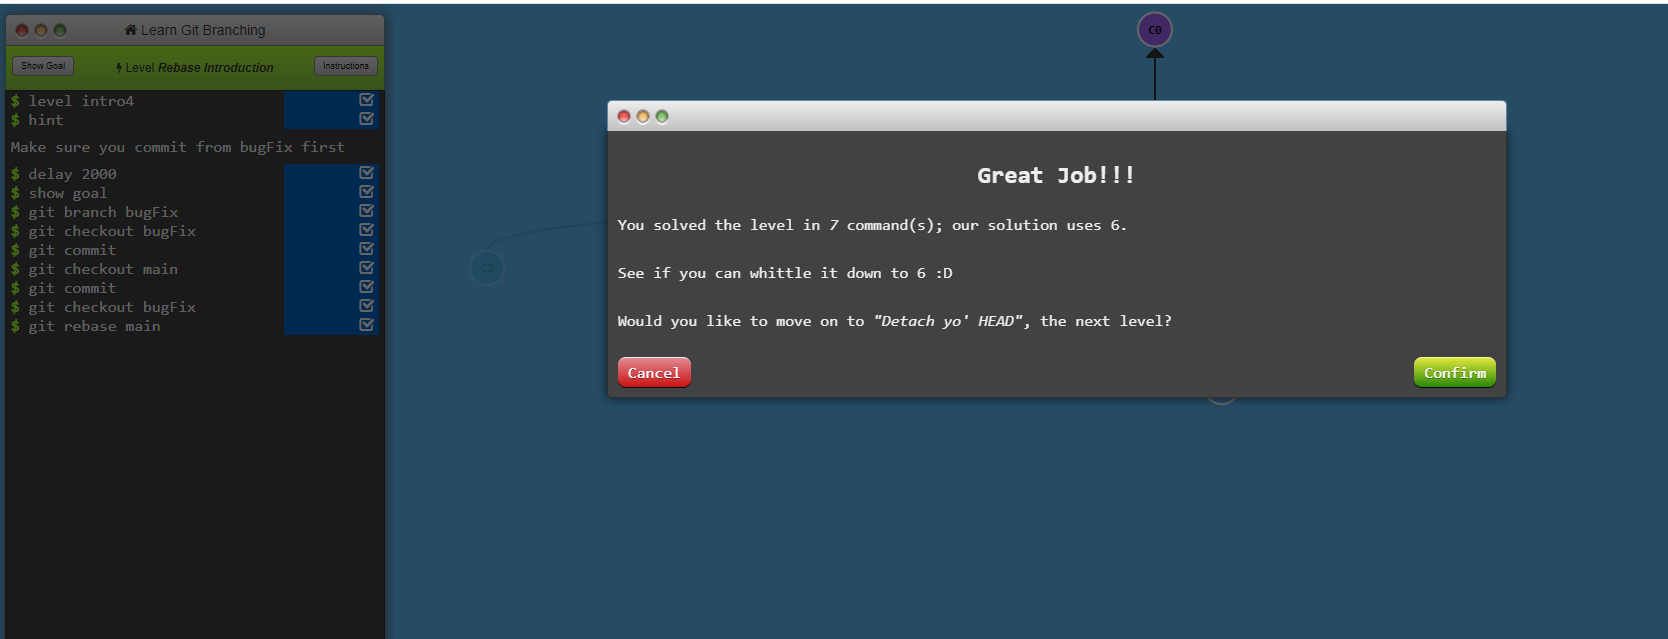 Learn Git Branching
Show Goal
Level Rebase Introduction
Instructions
$ level intro4
$ hint
Make sure you commit from bugFix first
$ delay 2000
$ show goal
$ git branch bugFix
$ git checkout bugFix
$ git commit
$ git checkout main
$ git commit
$ git checkout bugFix
$ git rebase main
C0
C2
Great Job!!!
You solved the level in 7 command(s); our solution uses 6.
See if you can whittle it down to 6 :D
Would you like to move on to "Detach yo' HEAD", the next level?
Cancel
Confirm